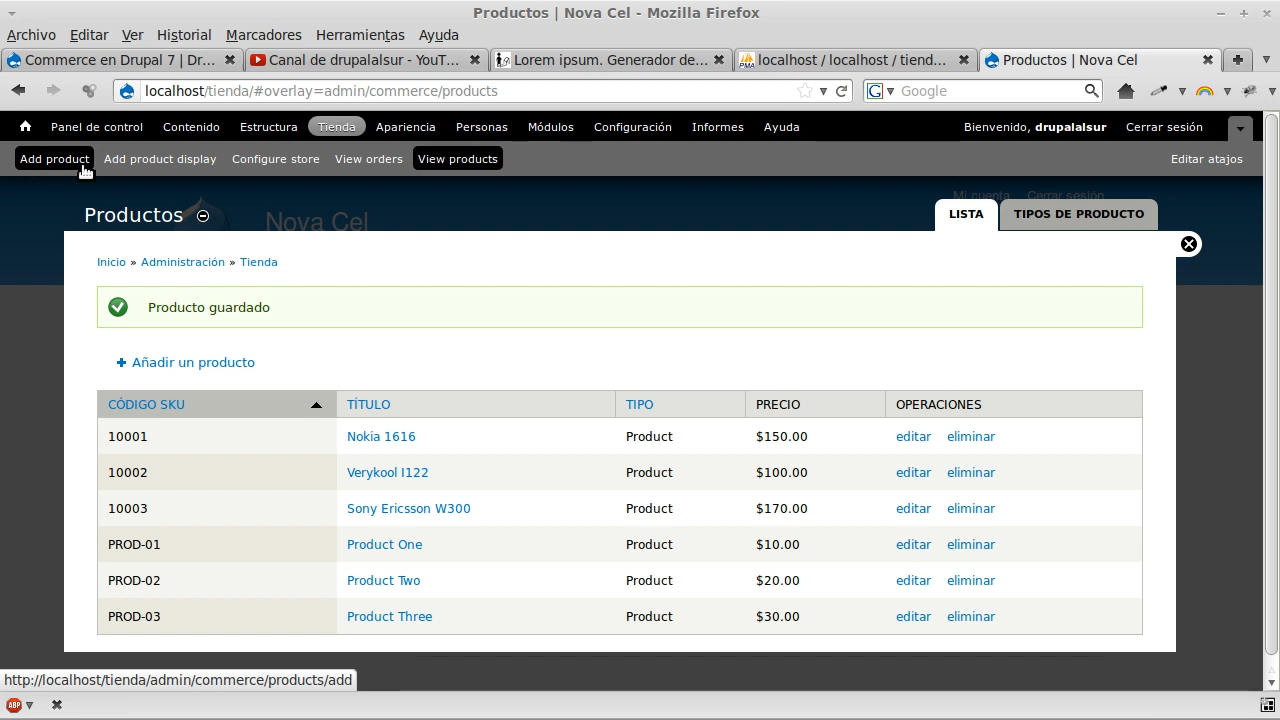 Productos | Nova Cel - Mozilla Firefox
Archivo Editar Ver Historial Marcadores Herramientas Ayuda
Commerce en Drupal 7 | Dr... Canal de drupalalsur - YouT... Lorem ipsum. Generador de... localhost / localhost / tiend... Productos | Nova Cel
localhost/tienda/#overlay=admin/commerce/products Google
Panel de control Contenido Estructura Tienda Apariencia Personas Módulos Configuración Informes Ayuda Bienvenido, drupalalsur Cerrar sesión
Add product Add product display Configure store View orders View products Editar atajos
Mi cuenta Cerrar sesión
Productos Nova Cel LISTA TIPOS DE PRODUCTO
Inicio » Administración » Tienda
Producto guardado
Añadir un producto
CÓDIGO SKU TÍTULO TIPO PRECIO OPERACIONES
10001 Nokia 1616 Product $150.00 editar eliminar
10002 Verykool I122 Product $100.00 editar eliminar
10003 Sony Ericsson W300 Product $170.00 editar eliminar
PROD-01 Product One Product $10.00 editar eliminar
PROD-02 Product Two Product $20.00 editar eliminar
PROD-03 Product Three Product $30.00 editar eliminar
http://localhost/tienda/admin/commerce/products/add
ABP